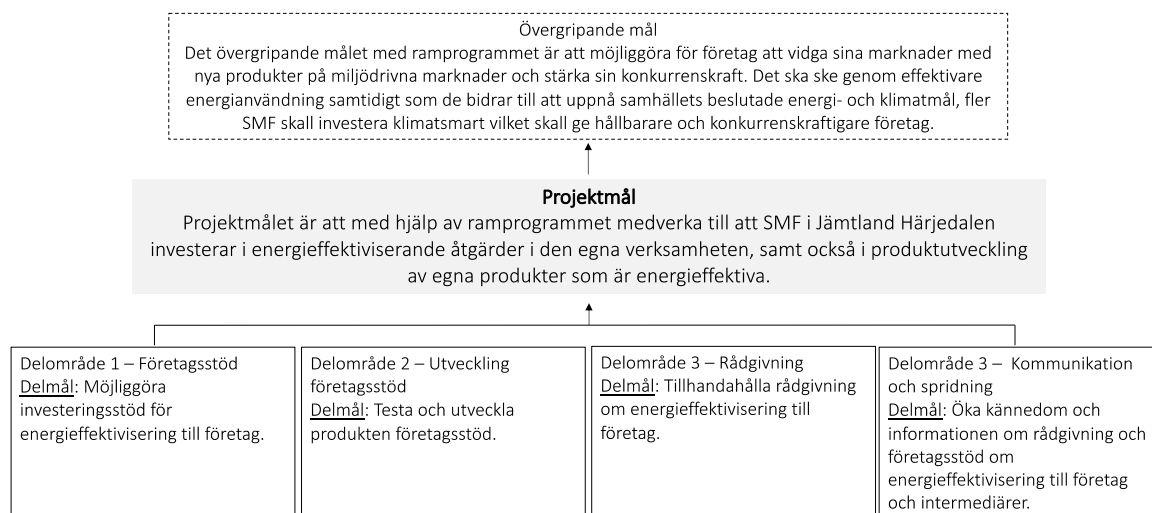 Övergripande mål
Det övergripande målet med ramprogrammet är att möjliggöra för företag att vidga sina marknader med
nya produkter på miljödrivna marknader och stärka sin konkurrenskraft. Det ska ske genom effektivare
energianvändning samtidigt som de bidrar till att uppnå samhällets beslutade energi- och klimatmål, fler
SMF skall investera klimatsmart vilket skall ge hållbarare och konkurrenskraftigare företag.
Projektmål
Projektmålet är att med hjälp av ramprogrammet medverka till att SMF i Jämtland Härjedalen
investerar i energieffektiviserande åtgärder i den egna verksamheten, samt också i produktutveckling
av egna produkter som är energieffektiva.
Delområde 1 – Företagsstöd
Delmål: Möjliggöra
investeringsstöd för
energieffektivisering till företag.
Delområde 2 – Utveckling
företagsstöd
Delmål: Testa och utveckla
produkten företagsstöd.
Delområde 3 – Rådgivning
Delmål: Tillhandahålla rådgivning
om energieffektivisering till
företag.
Delområde 3 – Kommunikation
och spridning
Delmål: Öka kännedom och
informationen om rådgivning och
företagsstöd om
energieffektivisering till företag
och intermediärer.